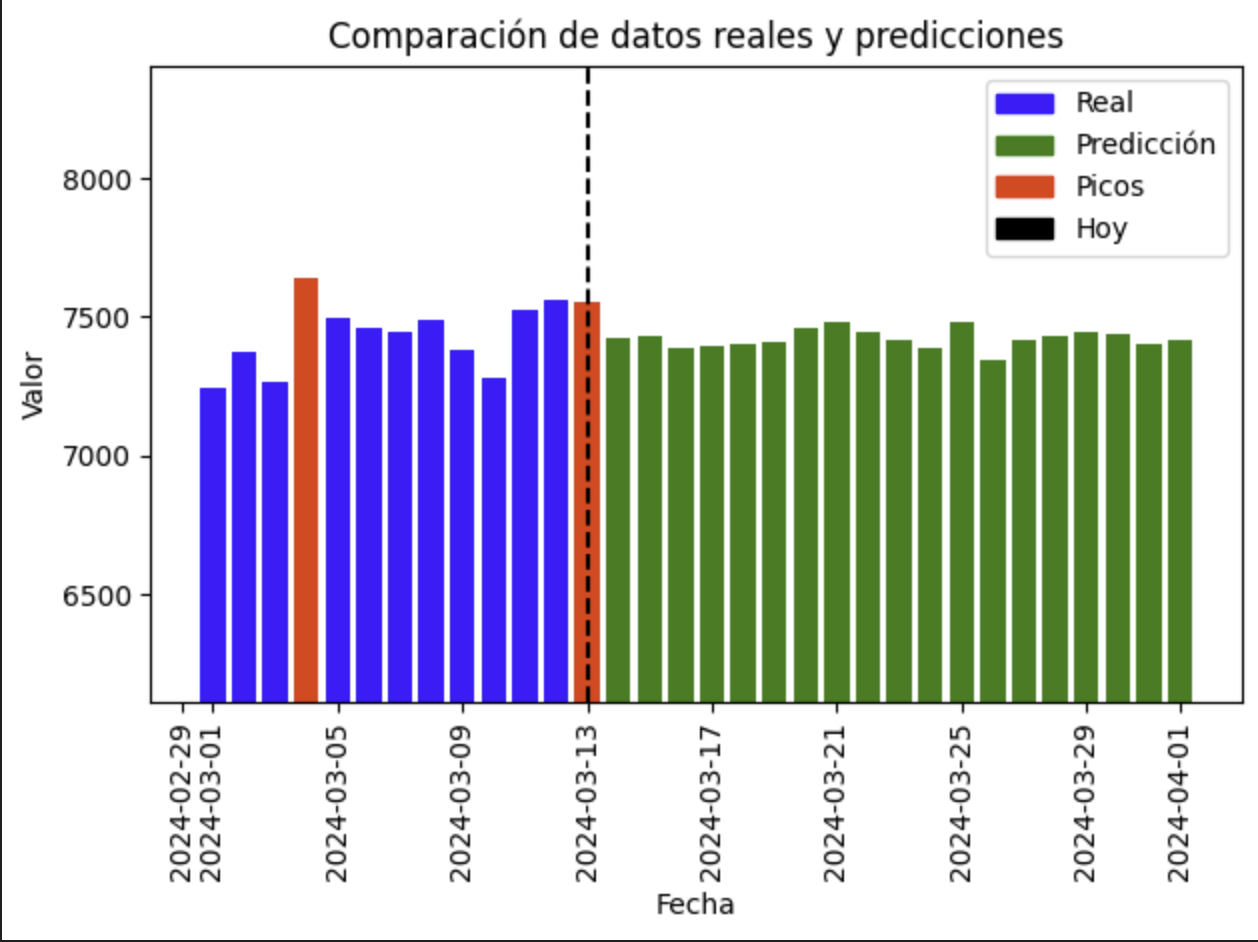 Comparación de datos reales y predicciones
Real
Predicción
Picos
Hoy
8000
7500
7000
6500
Valor
2024-02-29
2024-03-01
2024-03-05
2024-03-09
2024-03-13
2024-03-17
2024-03-21
2024-03-25
2024-03-29
2024-04-01
Fecha